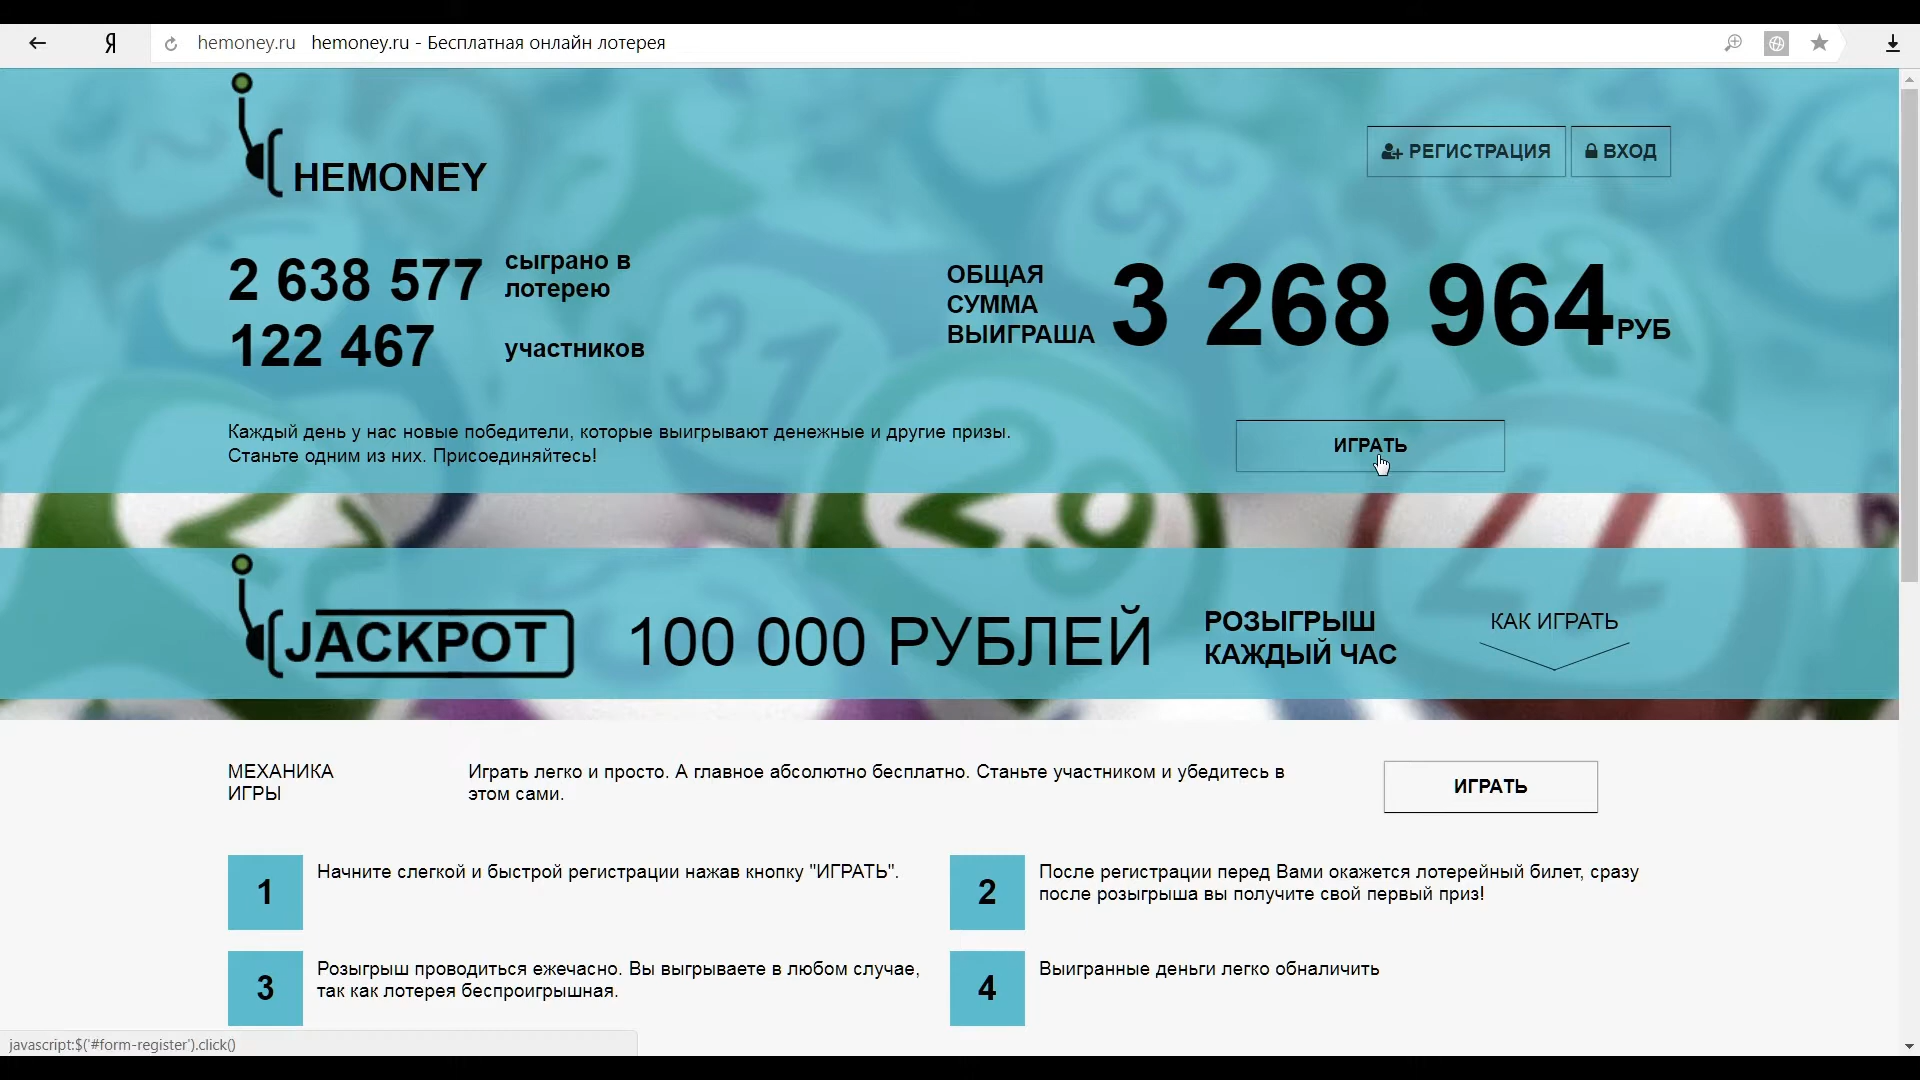 Я
hemoney.ru hemoney.ru - Бесплатная онлайн лотерея
HEMONEY
РЕГИСТРАЦИЯ
ВХОД
2 638 577
сыграно в
лотерею
122 467
участников
ОБЩАЯ
СУММА
ВЫИГРАША
3 268 964
РУБ
Каждый день у нас новые победители, которые выигрывают денежные и другие призы.
Станьте одним из них. Присоединяйтесь!
ИГРАТЬ
31
29
JACKPOT
100 000 РУБЛЕЙ
РОЗЫГРЫШ
КАЖДЫЙ ЧАС
КАК ИГРАТЬ
МЕХАНИКА
ИГРЫ
Играть легко и просто. А главное абсолютно бесплатно. Станьте участником и убедитесь в
этом сами.
ИГРАТЬ
1
Начните слегкой и быстрой регистрации нажав кнопку "ИГРАТЬ".
2
После регистрации перед Вами окажется лотерейный билет, сразу
после розыгрыша вы получите свой первый приз!
3
Розыгрыш проводиться ежечасно. Вы выгрываете в любом случае,
так как лотерея беспроигрышная.
4
Выигранные деньги легко обналичить
javascript:$('#form-register').click()